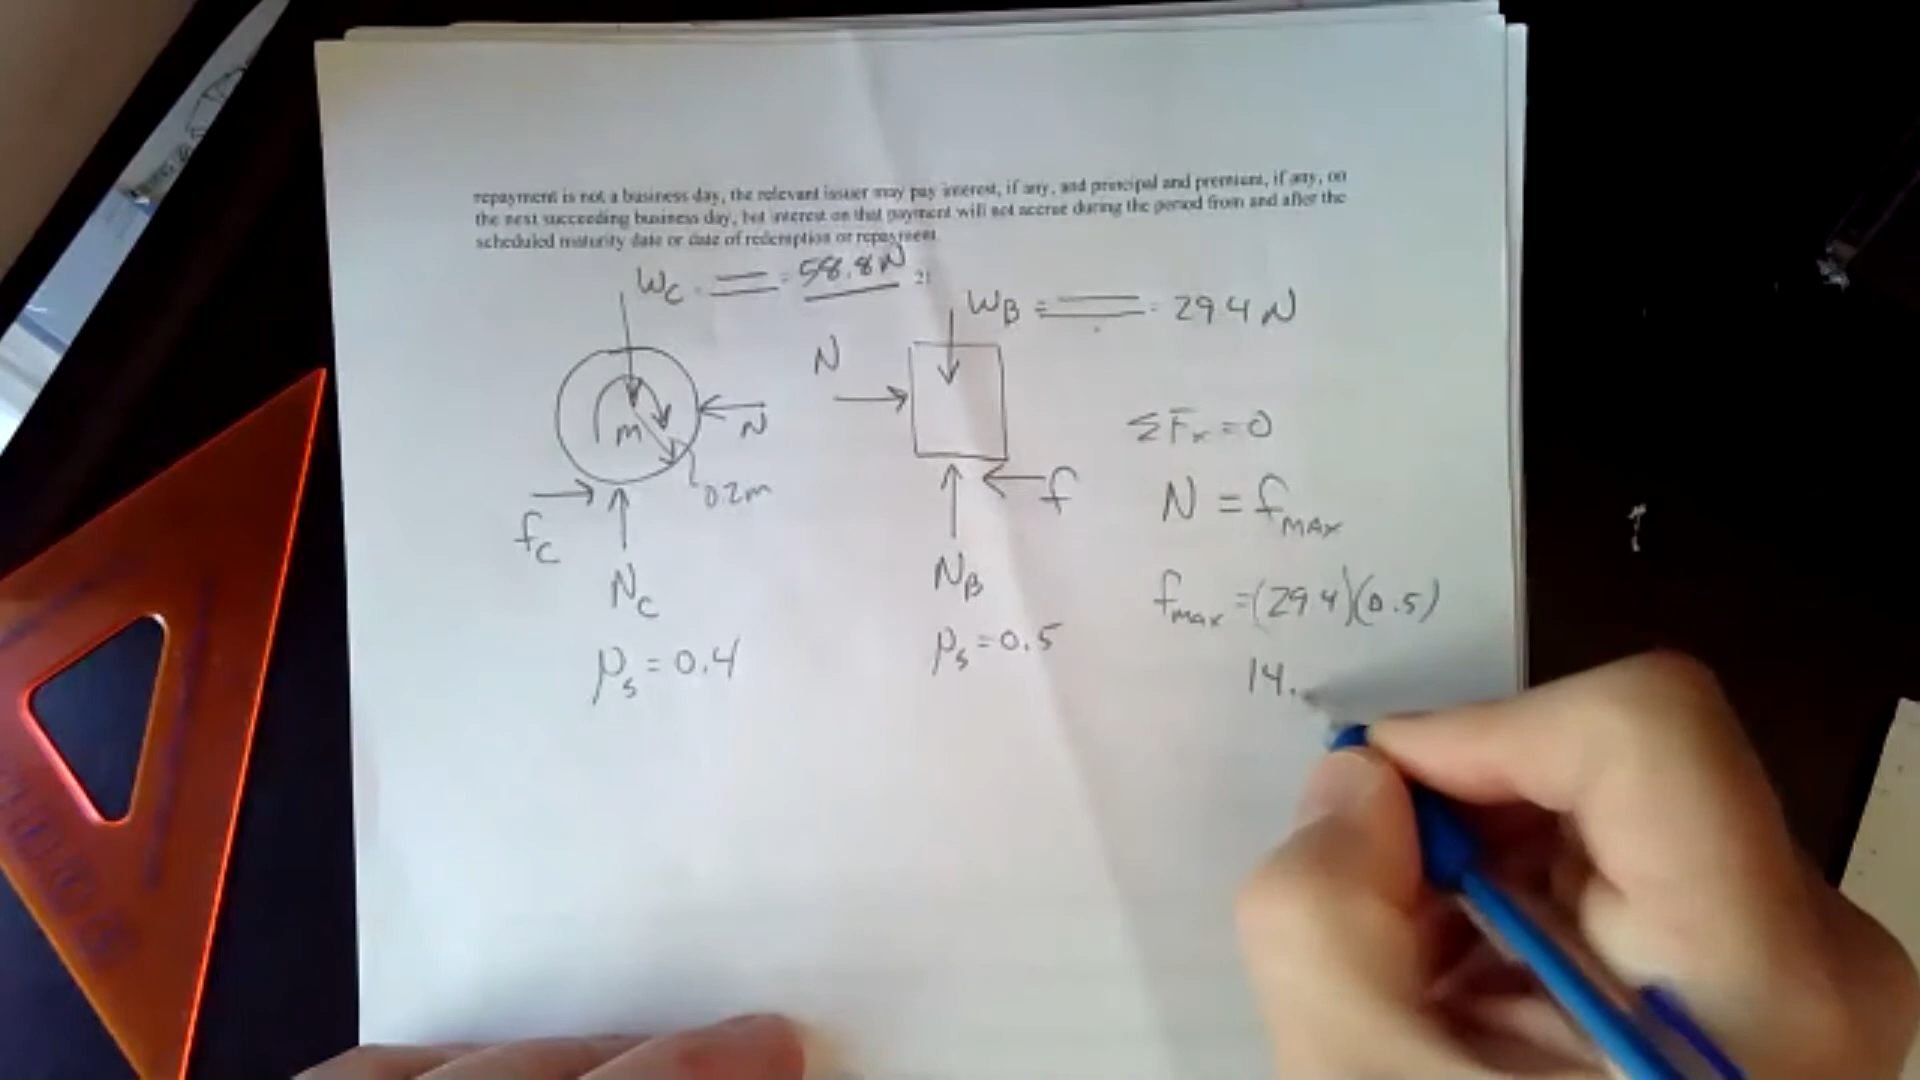 repayment is not a business day, the relevant issuer may pay interest, if any, and principal and premium, if any, on
the next succeeding business day, but interest on that payment will not accrue during the period from and after the
scheduled maturity date or date of redemption or repayment.
21
W_C = = 58.8N
W_B = = 29.4 N
N
m
N
0.2m
f_C
N_C
μ_s = 0.4
f
N_B
μ_s = 0.5
ΣF_x = 0
N = f_MAX
f_max = (29.4)(0.5)
14.